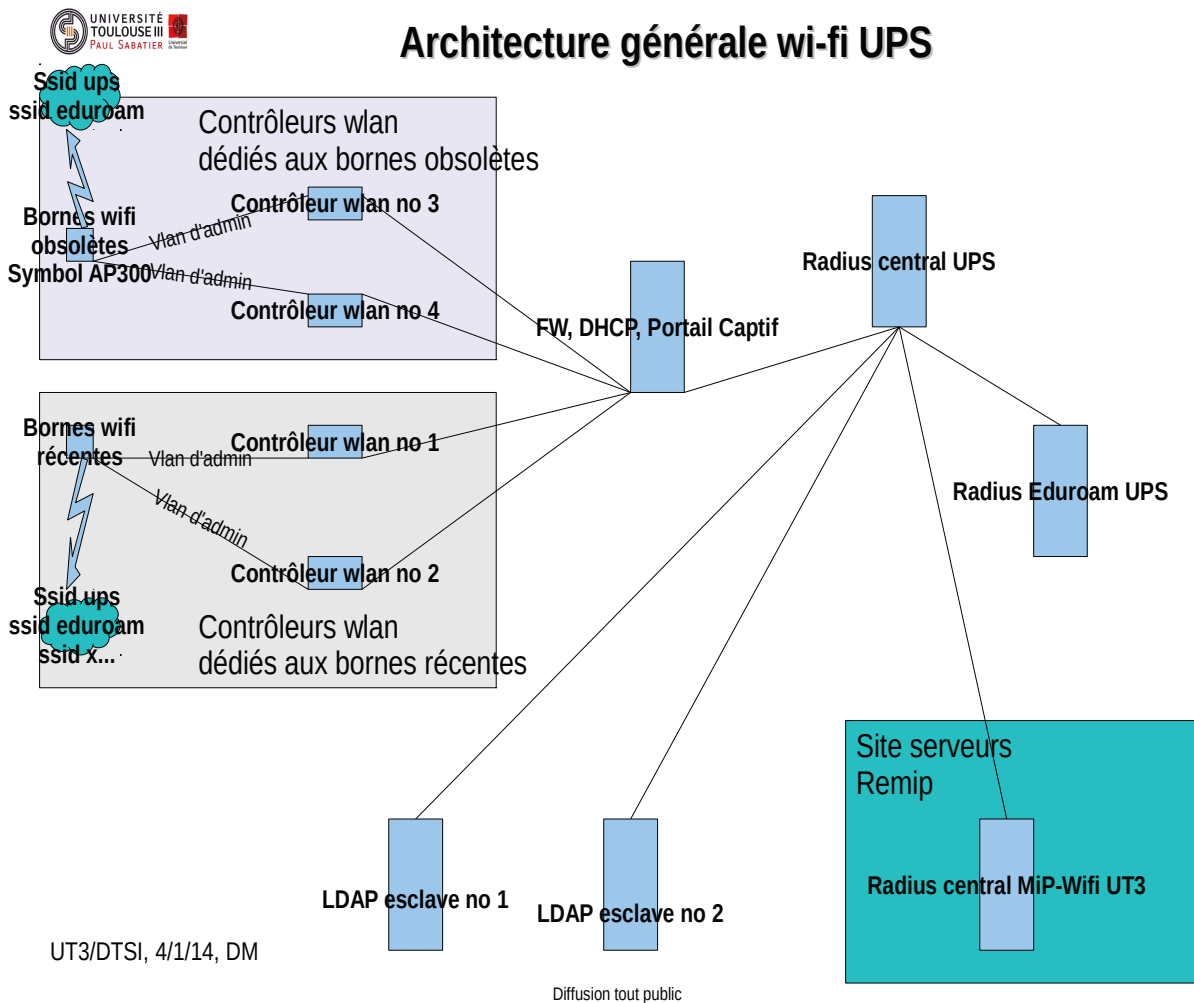 UNIVERSITÉ
TOULOUSE III
PAUL SABATIER
Université
de Toulouse
Architecture générale wi-fi UPS
Ssid ups
ssid eduroam
Contrôleurs wlan
dédiés aux bornes obsolètes
Contrôleur wlan no 3
Bornes wifi
obsolètes
Symbol AP300
Vlan d'admin
Vlan d'admin
Contrôleur wlan no 4
Radius central UPS
FW, DHCP, Portail Captif
Bornes wifi
récentes
Contrôleur wlan no 1
Vlan d'admin
Vlan d'admin
Radius Eduroam UPS
Contrôleur wlan no 2
Ssid ups
ssid eduroam
ssid x...
Contrôleurs wlan
dédiés aux bornes récentes
Site serveurs
Remip
LDAP esclave no 1
LDAP esclave no 2
Radius central MiP-Wifi UT3
UT3/DTSI, 4/1/14, DM
Diffusion tout public